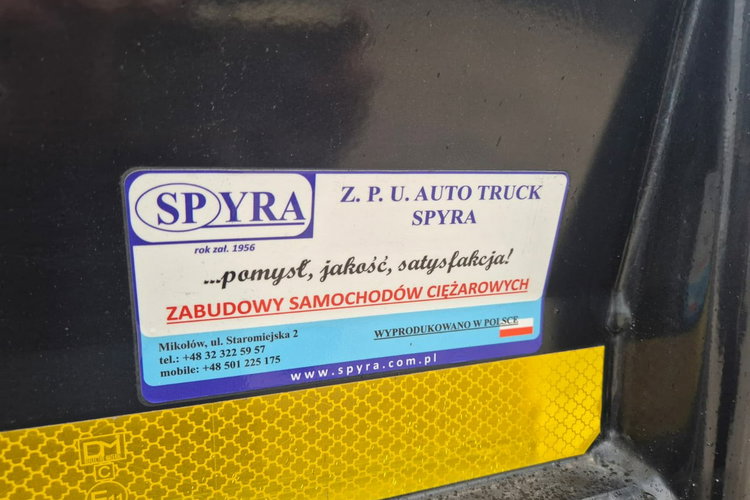 SPYRA
rok zał. 1956
Z. P. U. AUTO TRUCK
SPYRA
...pomysł, jakość, satysfakcja!
ZABUDOWY SAMOCHODÓW CIĘŻAROWYCH
Mikołów, ul. Staromiejska 2
tel.: +48 32 322 59 57
mobile: +48 501 225 175
WYPRODUKOWANO W POLSCE
www.spyra.com.pl
C
E11